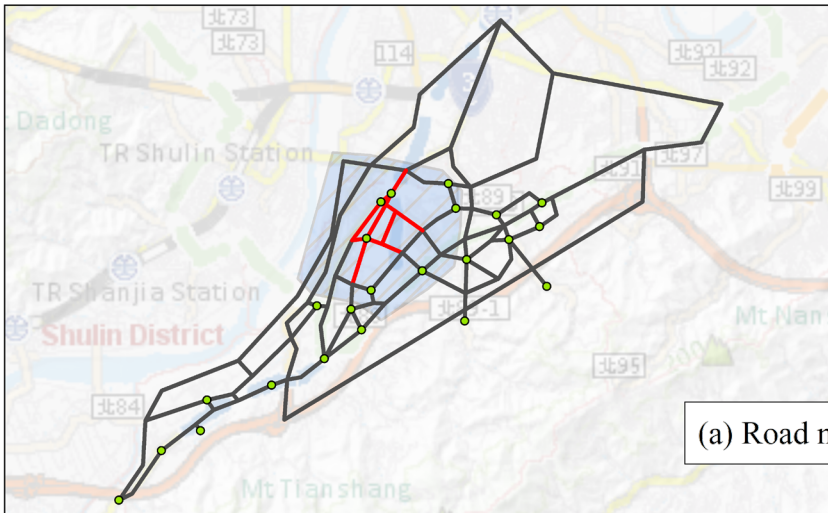 北73
北73
114
3
北92
北92
Dadong
TR Shulin Station
北91
北97
北99
89
TR Shanjia Station
Shulin District
-1
Mt Nan
北95
北84
(a) Road n
Mt Tianshang